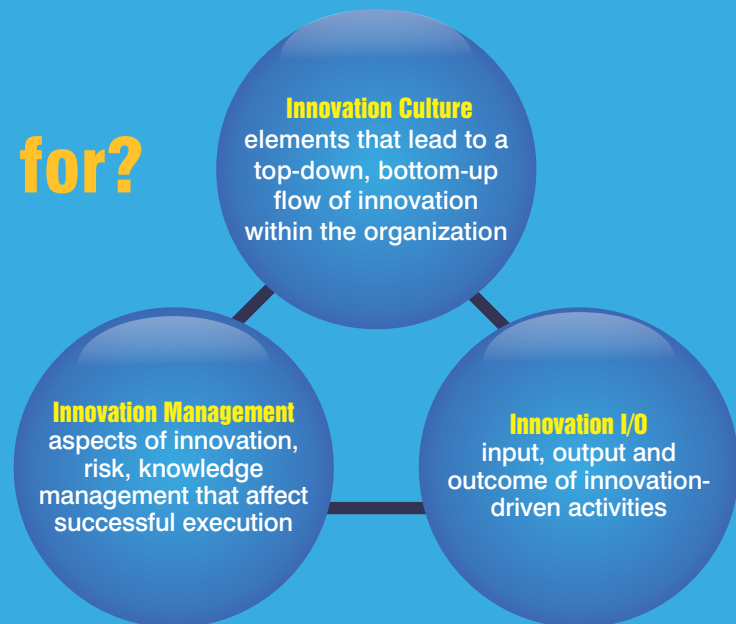 for?
Innovation Culture
elements that lead to a
top-down, bottom-up
flow of innovation
within the organization
Innovation Management
aspects of innovation,
risk, knowledge
management that affect
successful execution
Innovation I/O
input, output and
outcome of innovation-
driven activities